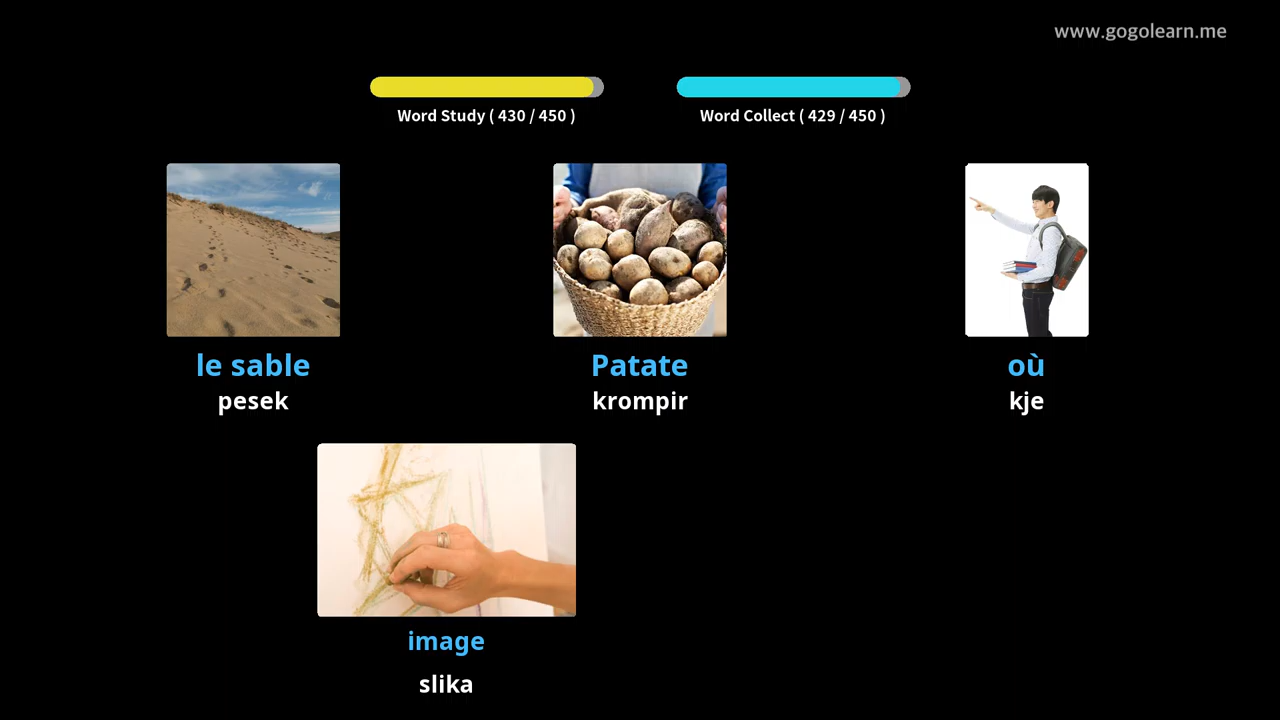 www.gogolearn.me
Word Study ( 430 / 450 )
Word Collect ( 429 / 450 )
le sable
pesek
Patate
krompir
où
kje
image
slika